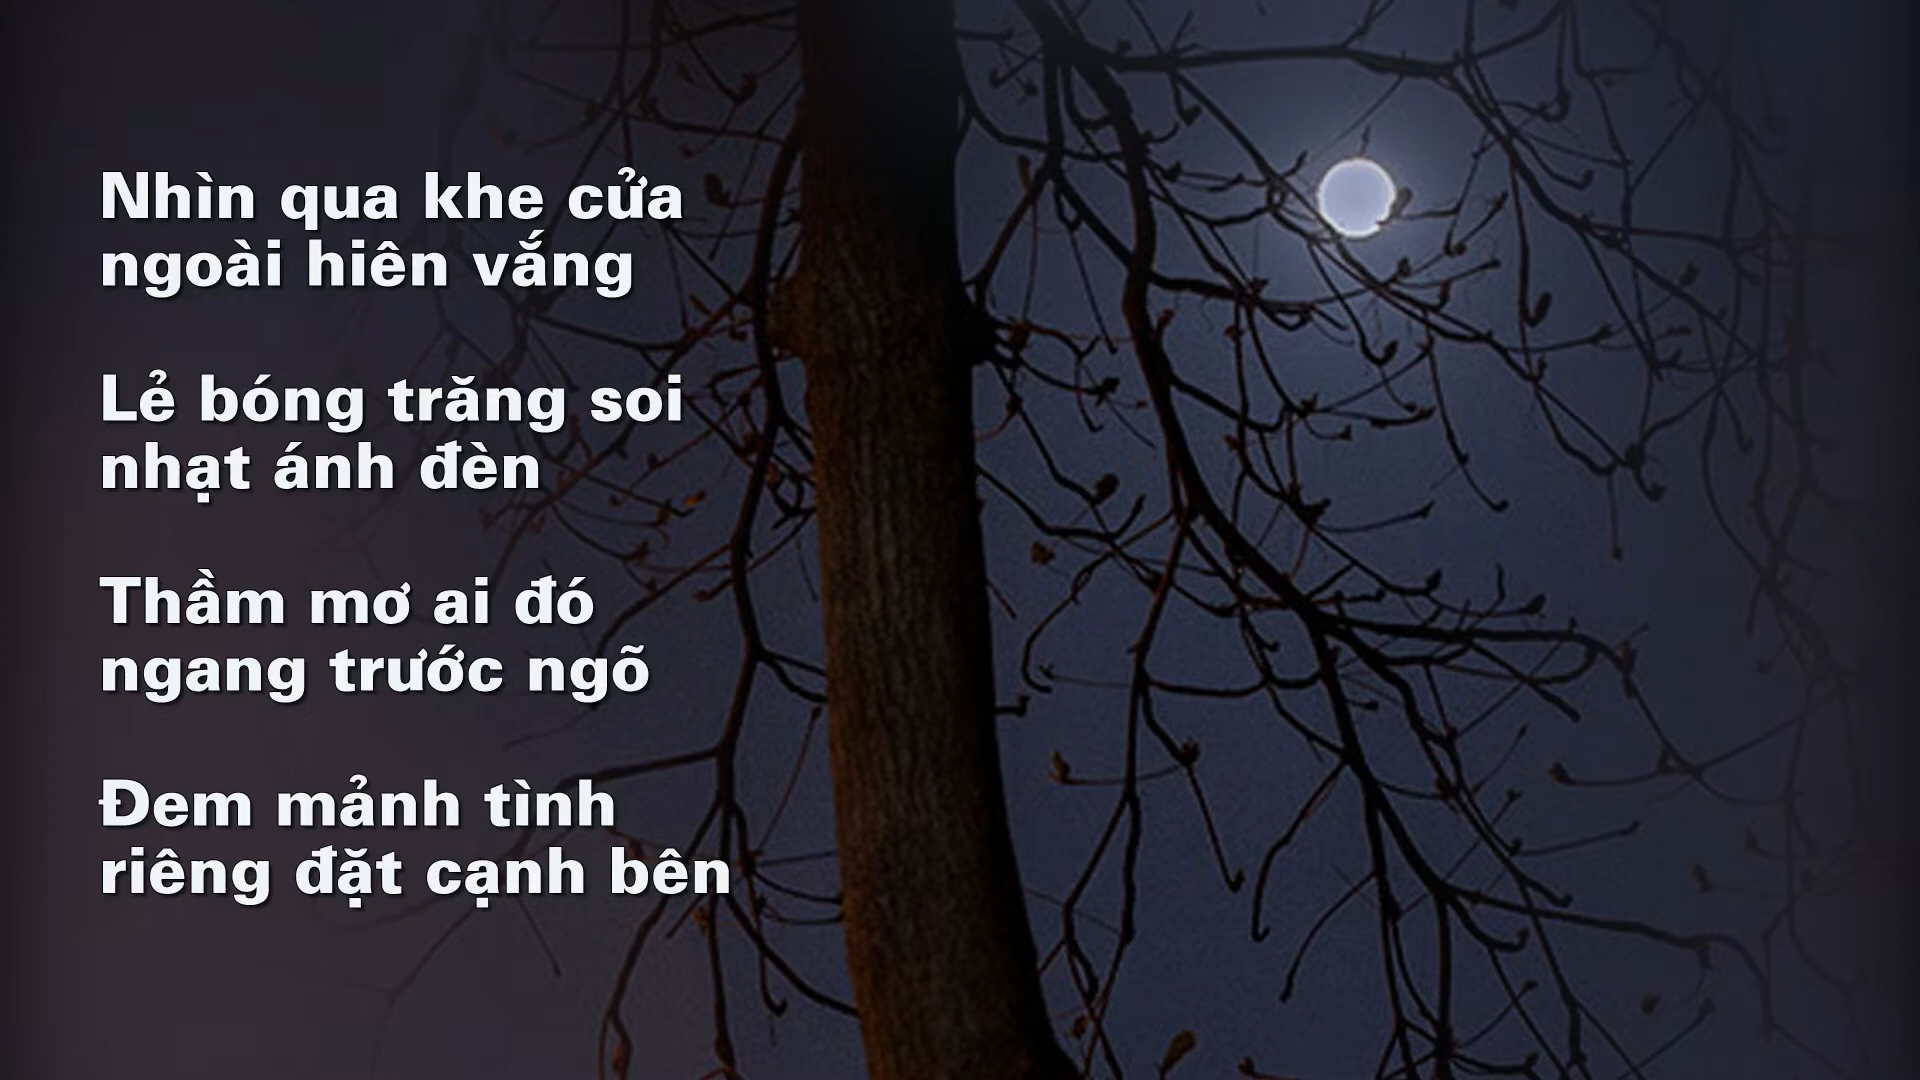 Nhìn qua khe cửa
ngoài hiên vắng
Lẻ bóng trăng soi
nhạt ánh đèn
Thầm mơ ai đó
ngang trước ngõ
Đem mảnh tình
riêng đặt cạnh bên